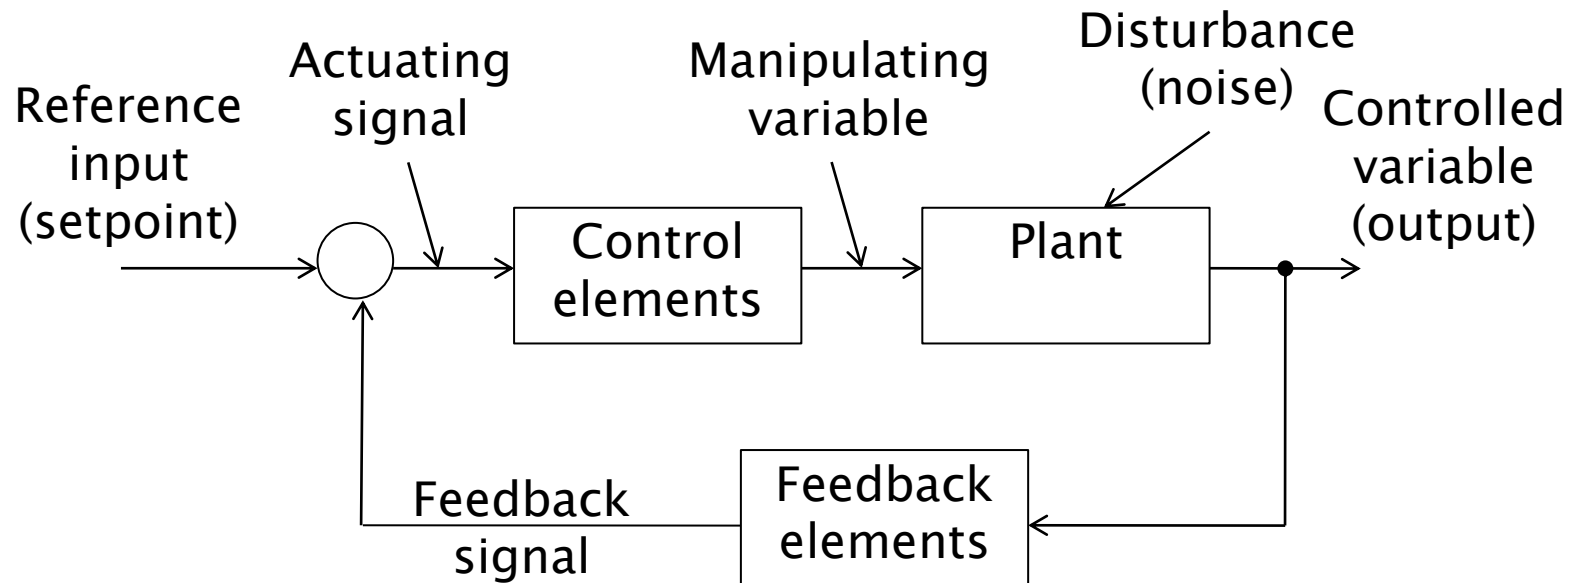 Reference
input
(setpoint)
Actuating
signal
Manipulating
variable
Disturbance
(noise)
Controlled
variable
(output)
Control
elements
Plant
Feedback
elements
Feedback
signal